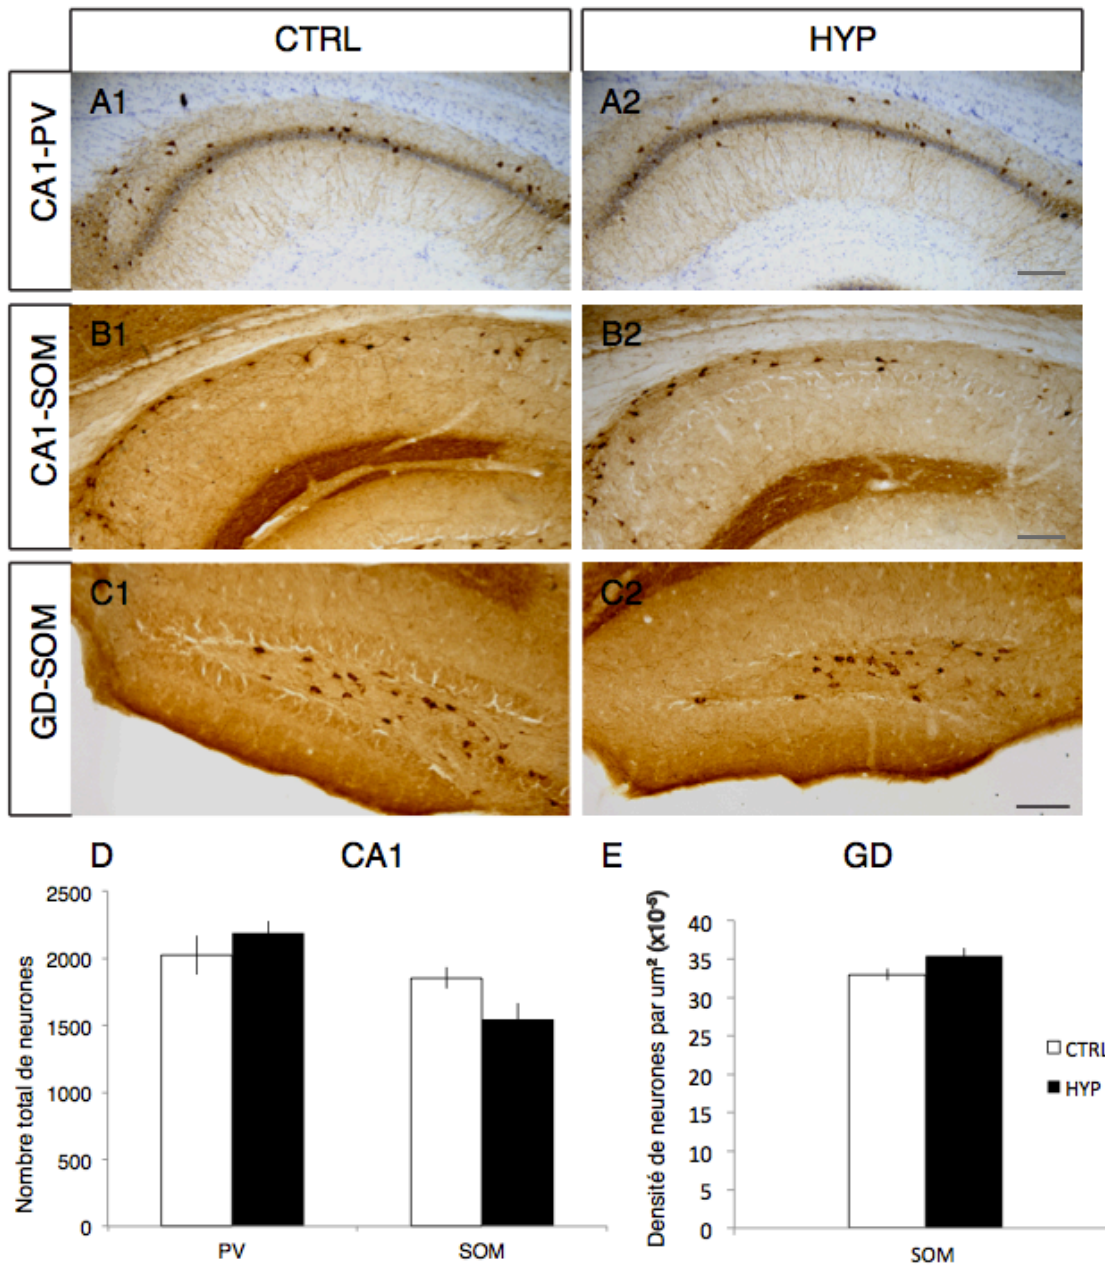 CTRL
HYP
CA1-PV
A1
A2
CA1-SOM
B1
B2
GD-SOM
C1
C2
D
CA1
E
GD
Nombre total de neurones
2500
2000
1500
1000
500
0
PV
SOM
Densité de neurones par um² (x10⁻⁵)
40
35
30
25
20
15
10
5
0
SOM
CTRL
HYP